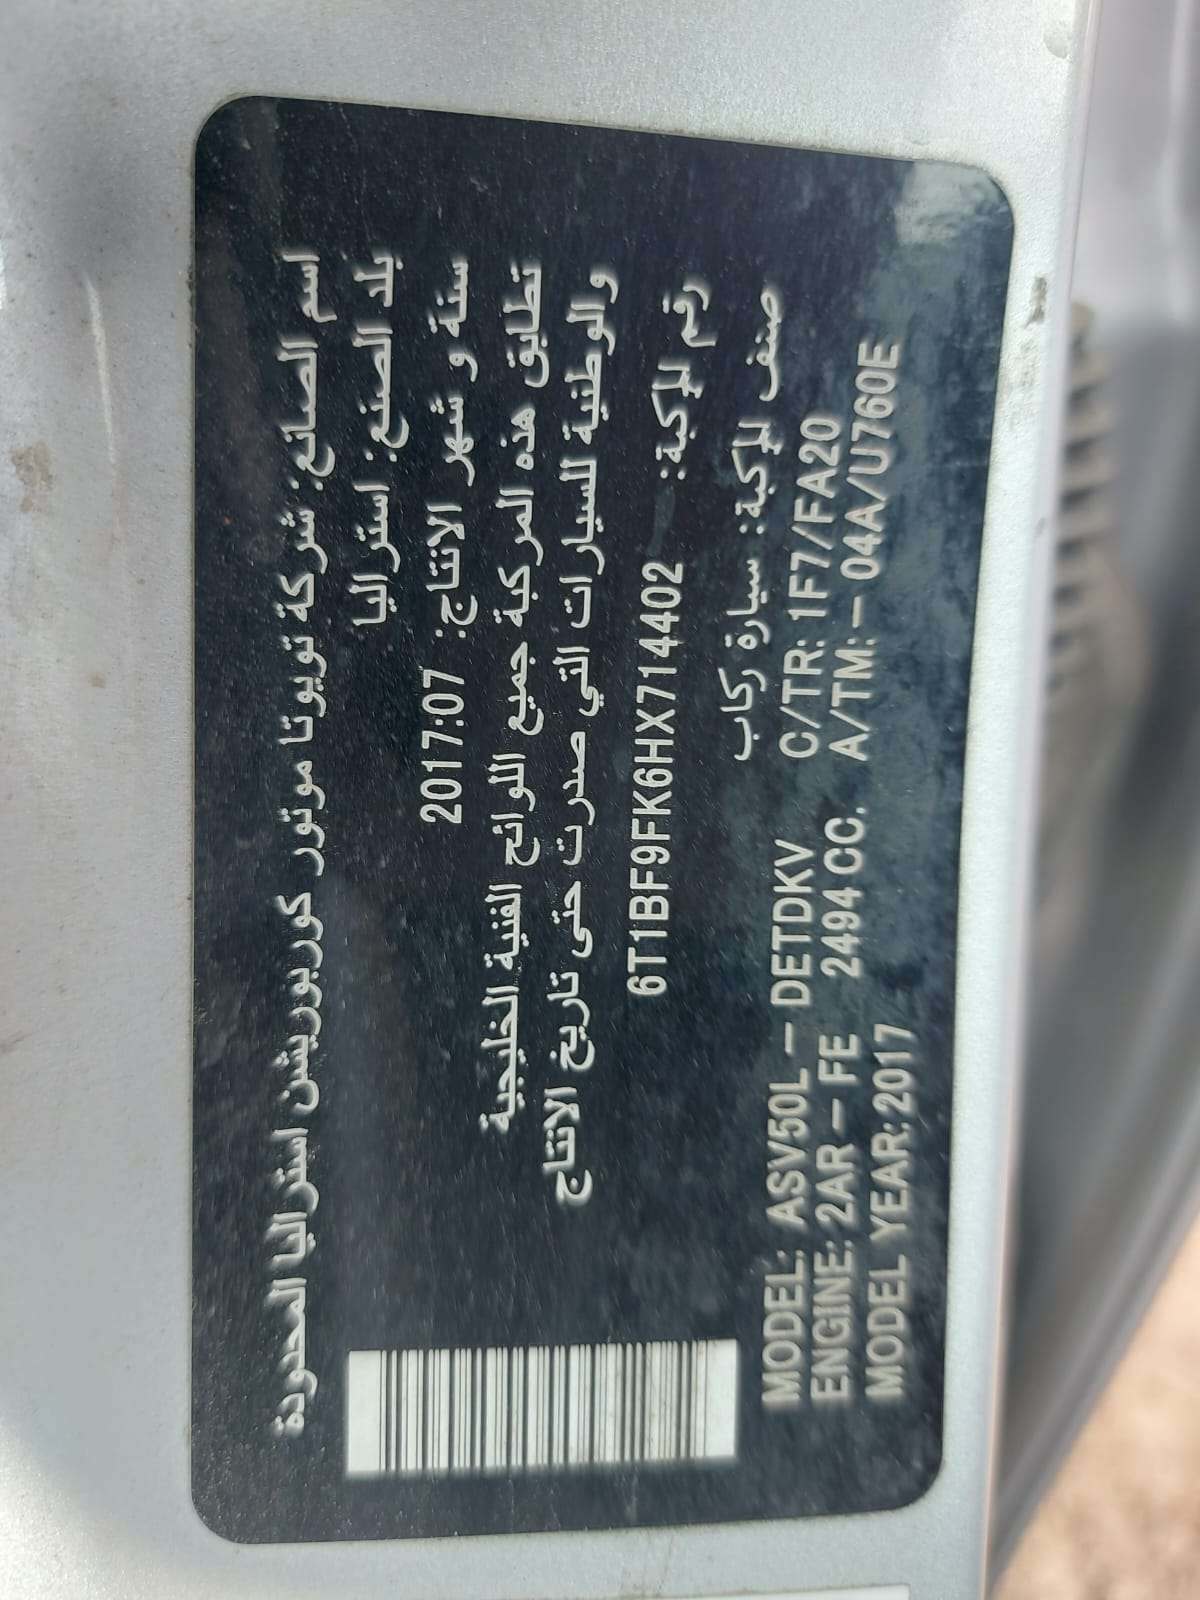 اسم الصانع: شركة تويوتا موتور كوربوريشن استراليا المحدودة
بلد الصنع: استراليا
سنة و شهر الانتاج: 2017:07
تطابق هذه المركبة جميع اللوائح الفنية الخليجية
والوطنية للسيارات التي صدرت حتى تاريخ الانتاج
رقم المركبة: 6T1BF9FK6HX714402
صنف المركبة: سيارة ركاب
MODEL: ASV50L – DETDKV C/TR: 1F7/FA20
ENGINE: 2AR – FE 2494 CC. A/TM: – 04A/U760E
MODEL YEAR:2017